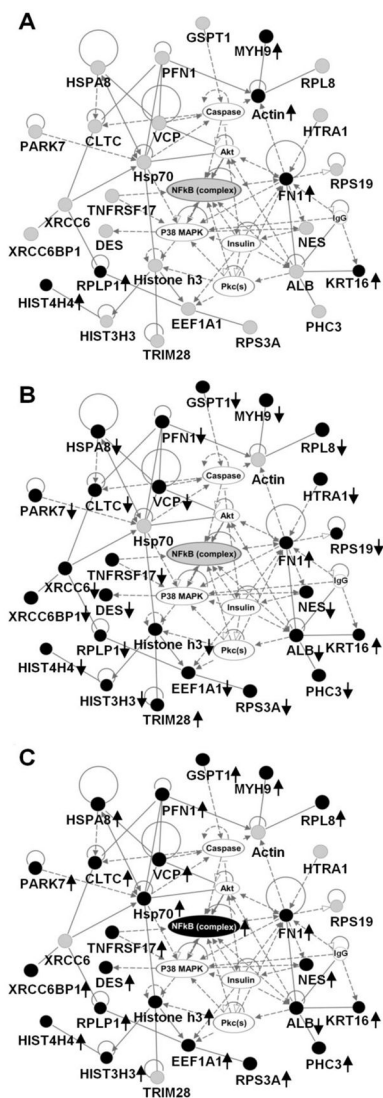 A
GSPT1
MYH9↑
HSPA8
PFN1
RPL8
Caspase
Actin↑
PARK7
CLTC
VCP
HTRA1
Hsp70
Akt
NFkB (complex)
FN1↑
RPS19
TNFRSF17
IgG
XRCC6
DES
P38 MAPK
Insulin
NES
XRCC6BP1
Histone h3
Pkc(s)
ALB
KRT16↑
HIST4H4↑
RPLP1↑
HIST3H3
EEF1A1
PHC3
RPS3A
TRIM28
B
GSPT1↓
MYH9↓
HSPA8↓
PFN1↓
RPL8↓
Caspase
Actin
PARK7↓
CLTC↓
VCP↓
HTRA1↓
Hsp70
Akt
NFkB (complex)
FN1↑
RPS19↓
TNFRSF17↓
IgG
XRCC6↓
DES↓
P38 MAPK
Insulin
NES↓
XRCC6BP1↓
Histone h3↓
Pkc(s)
ALB↓
KRT16↑
HIST4H4↓
RPLP1↓
HIST3H3↓
EEF1A1↓
PHC3↓
RPS3A↓
TRIM28↑
C
GSPT1↑
MYH9↑
HSPA8↑
PFN1↑
RPL8↑
Caspase
Actin
PARK7↑
CLTC↑
VCP↑
HTRA1
Hsp70↑
Akt
NFkB (complex)↑
FN1↑
RPS19
TNFRSF17↑
IgG
XRCC6
DES↑
P38 MAPK
Insulin
NES↑
XRCC6BP1↑
Histone h3↑
Pkc(s)
ALB↓
KRT16↑
HIST4H4↑
RPLP1↑
HIST3H3↑
EEF1A1↑
PHC3↑
RPS3A↑
TRIM28